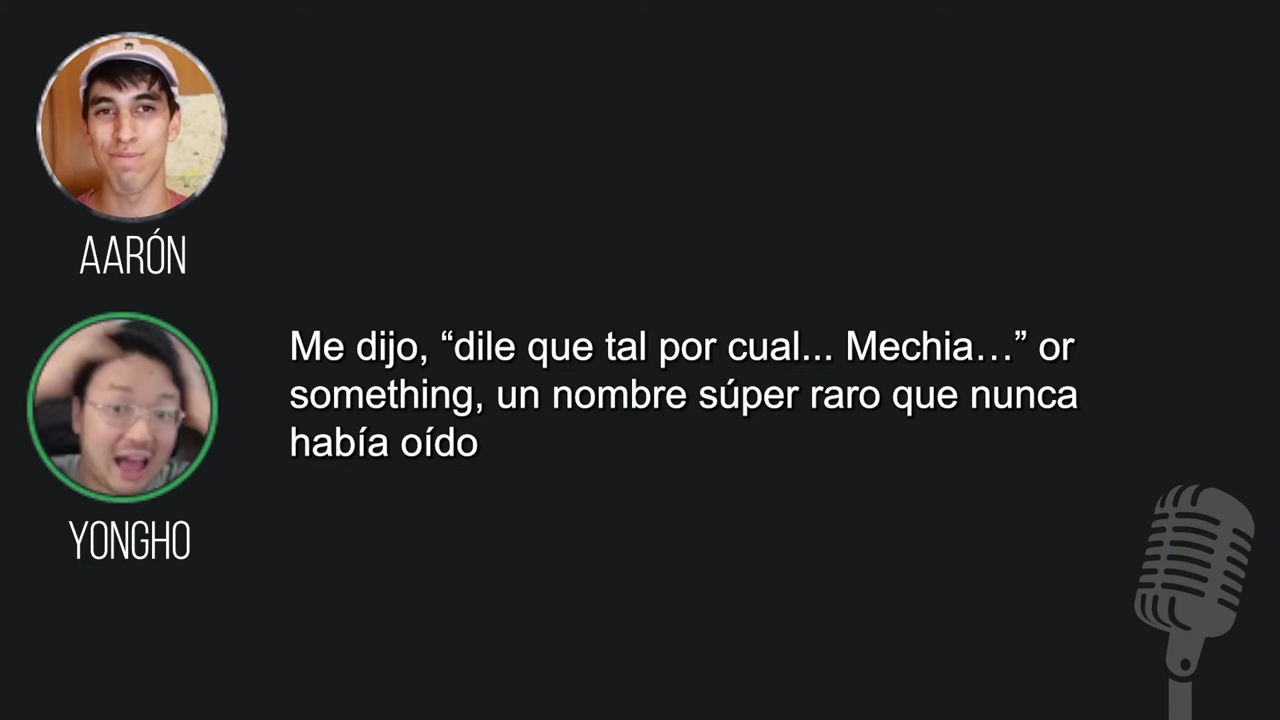 AARÓN
Me dijo, “dile que tal por cual... Mechia…” or
something, un nombre súper raro que nunca
había oído
YONGHO